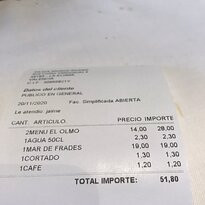 Datos del cliente
PUBLICO EN GENERAL
20/11/2020 Fac. Simplificada ABIERTA
Le atendió: jaime
CANT. ARTICULO. PRECIO IMPORTE
2MENU EL OLMO 14,00 28,00
1AGUA 50CL 2,30 2,30
1MAR DE FRADES 19,00 19,00
1CORTADO 1,30 1,30
1CAFE 1,20 1,20
TOTAL IMPORTE: 51,80